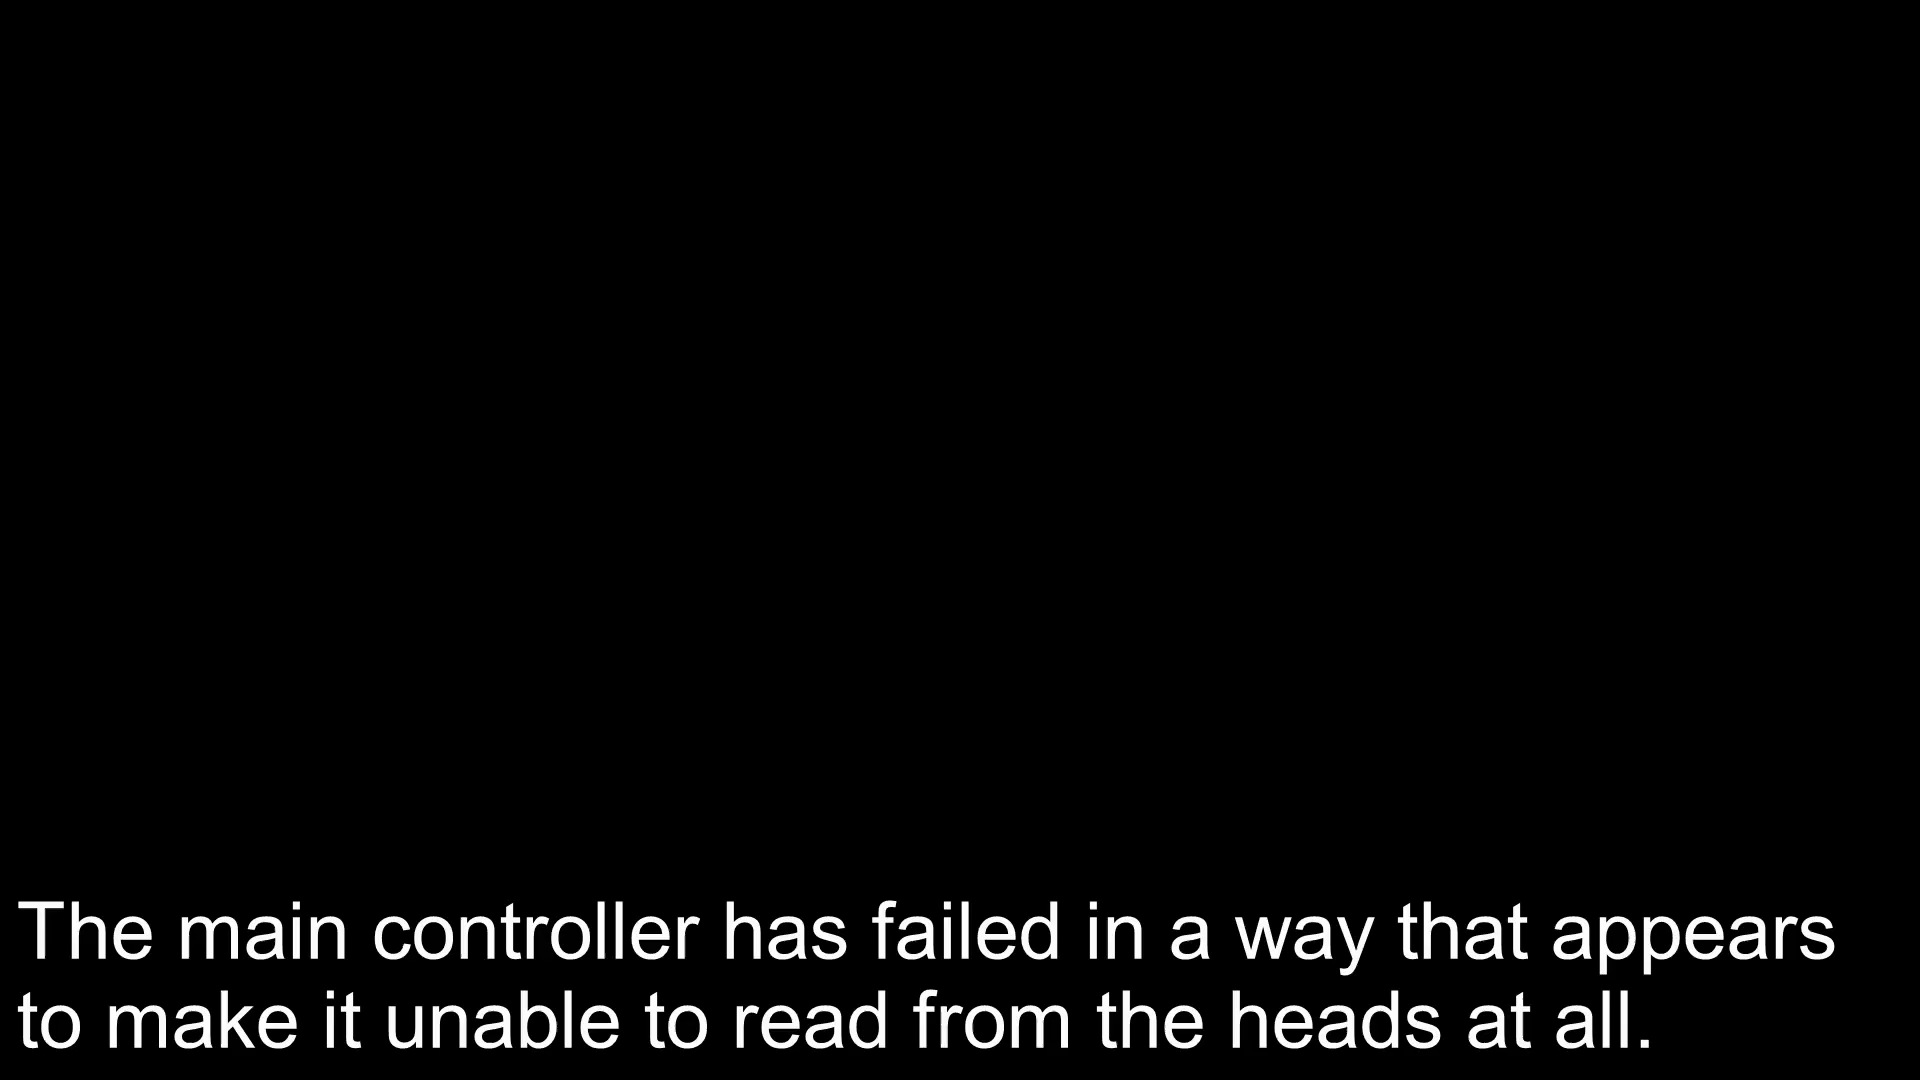 The main controller has failed in a way that appears
to make it unable to read from the heads at all.